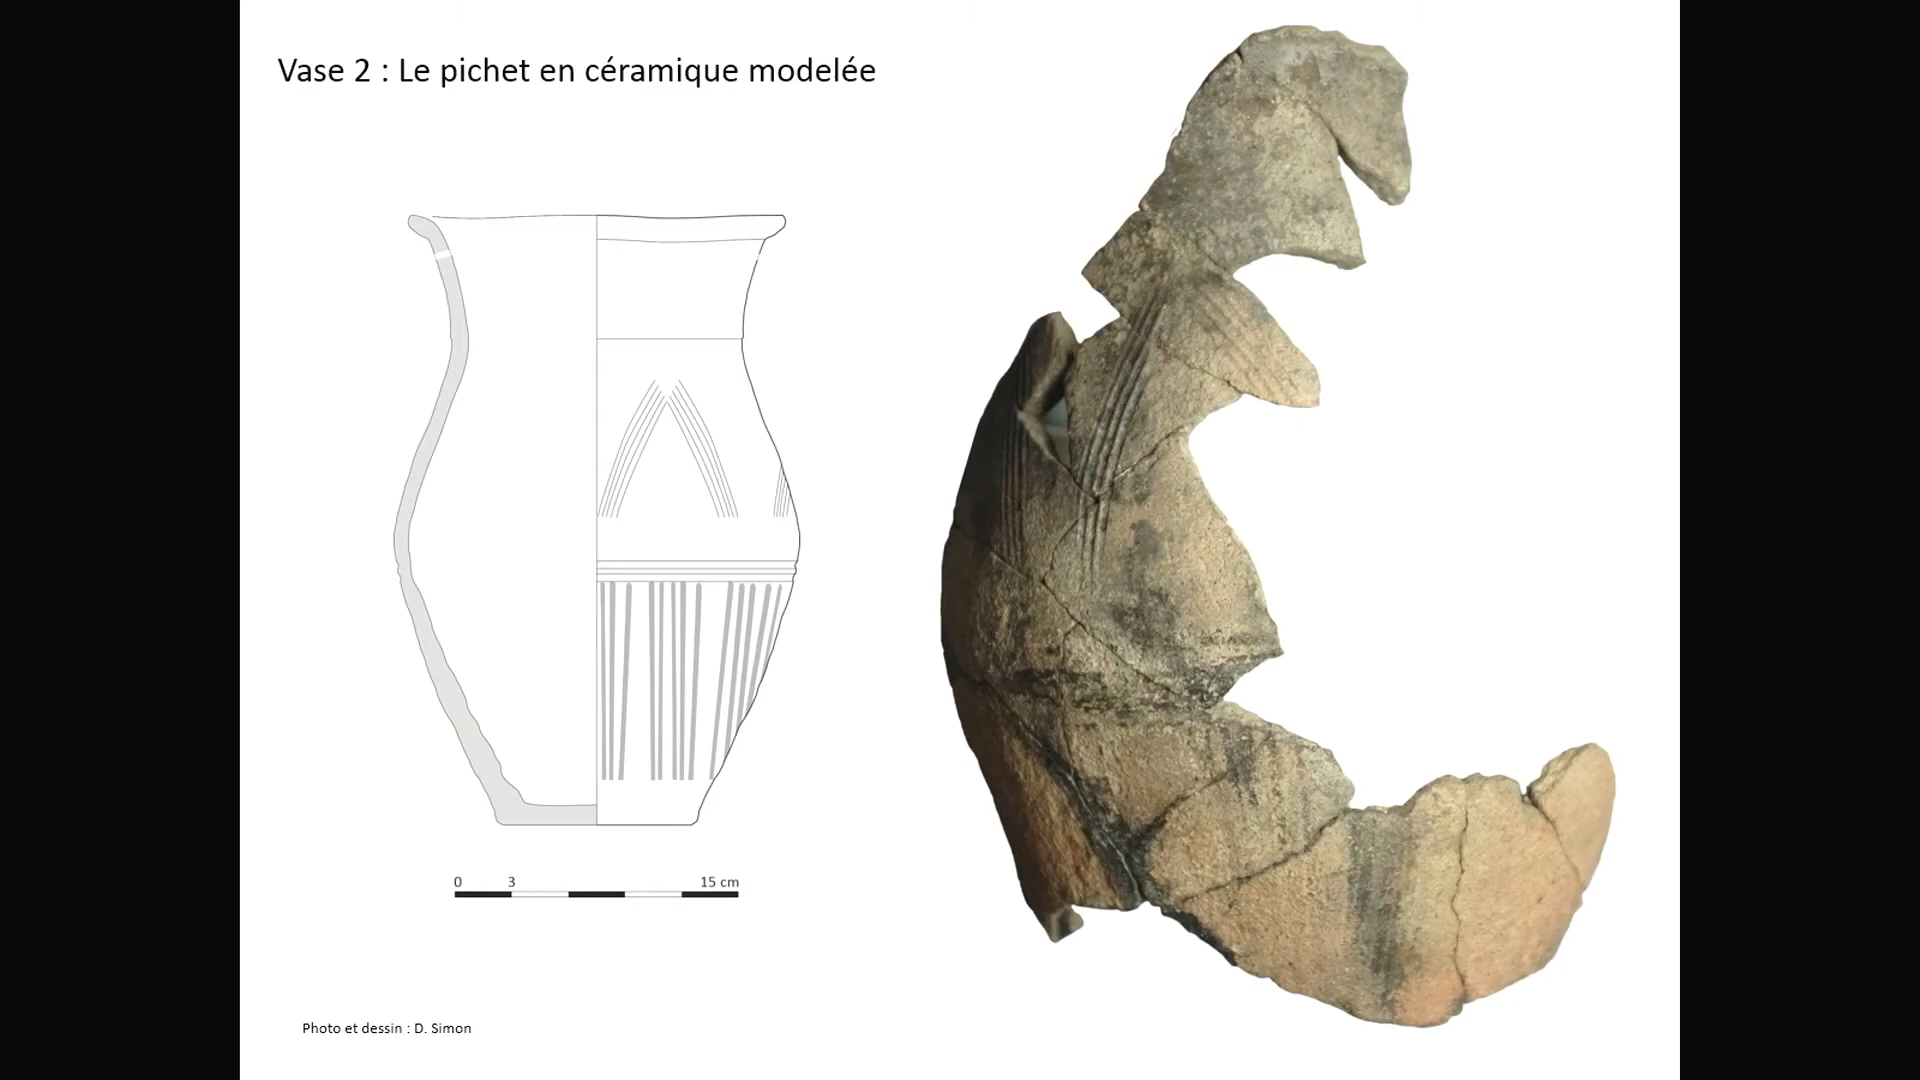 Vase 2 : Le pichet en céramique modelée
0 3 15 cm
Photo et dessin : D. Simon